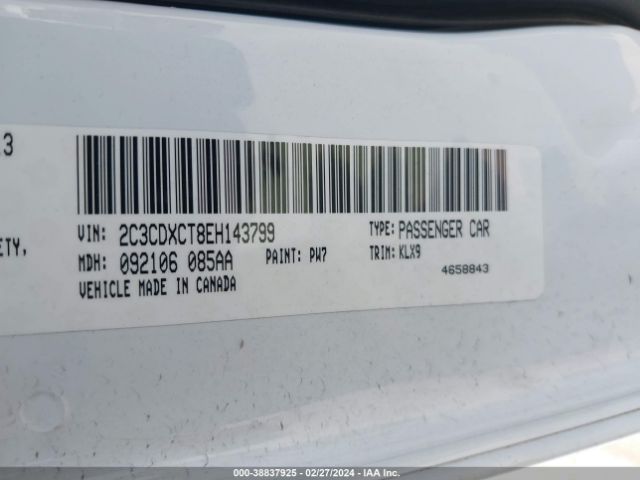 3
VIN: 2C3CDXCT8EH143799 TYPE: PASSENGER CAR
ETY, MDH: 092106 085AA PAINT: PW7 TRIM: KLX9
VEHICLE MADE IN CANADA 4658843
000-38837925 - 02/27/2024 - IAA Inc.